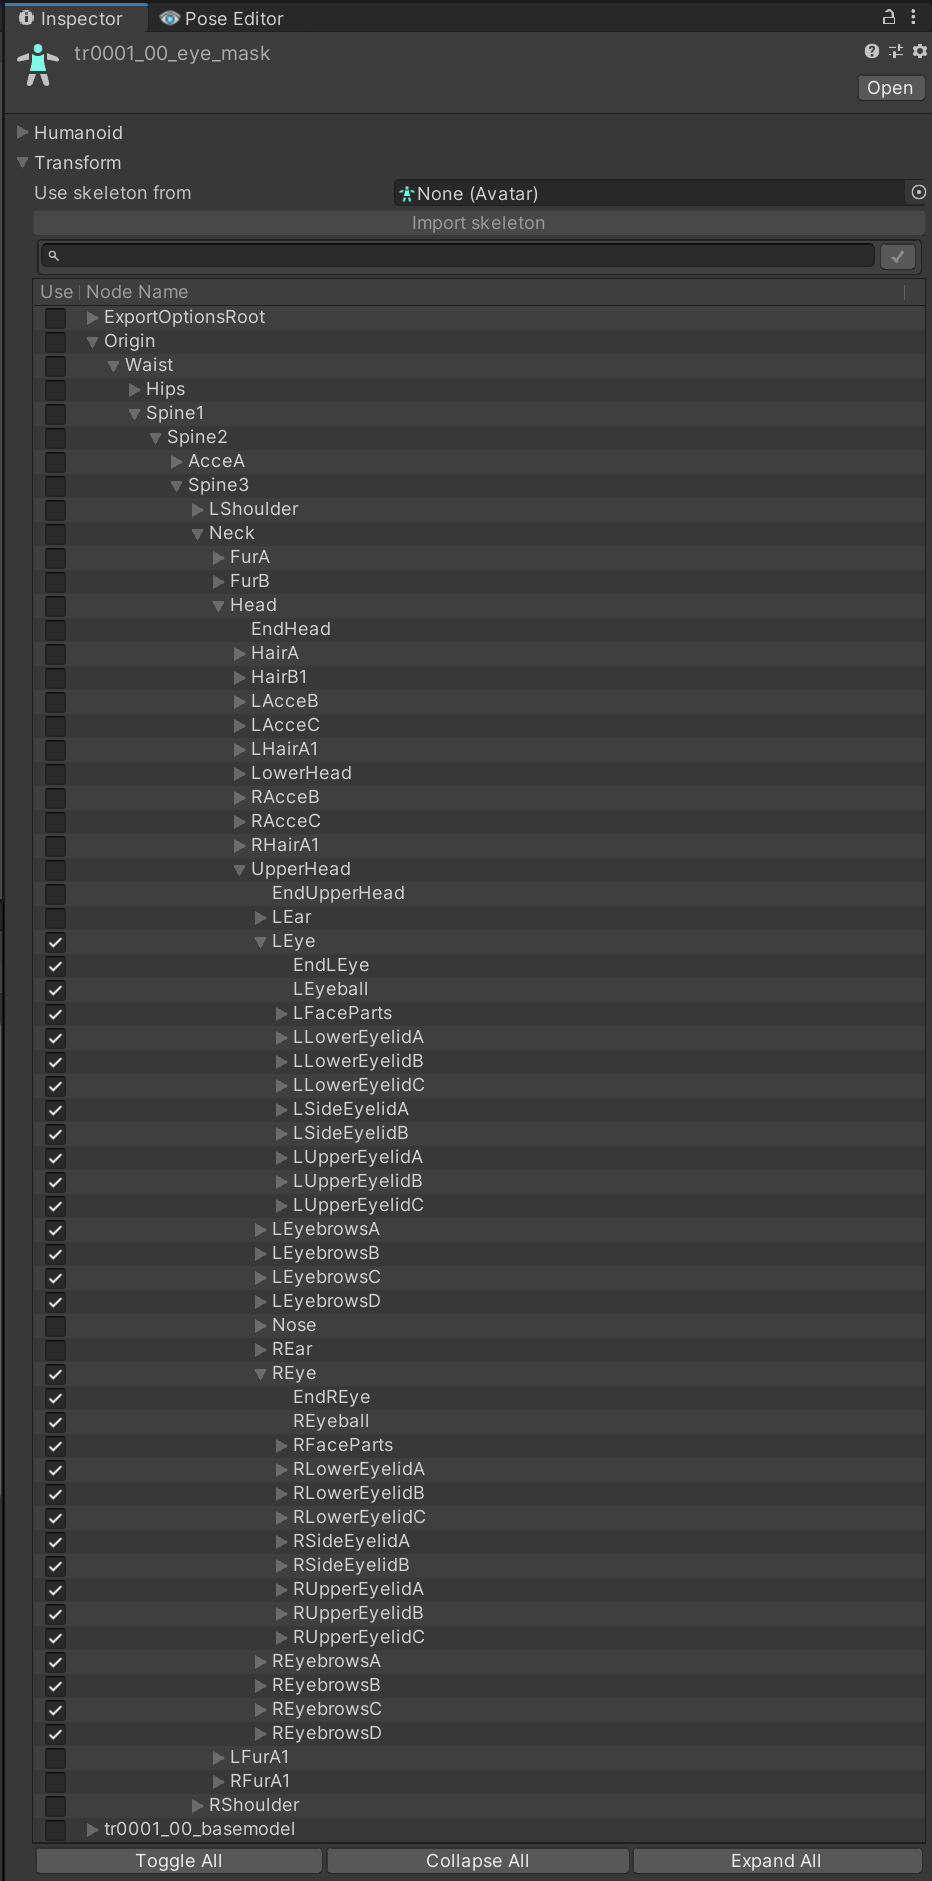 Inspector
Pose Editor
tr0001_00_eye_mask
Open
Humanoid
Transform
Use skeleton from
None (Avatar)
Import skeleton
Use
Node Name
ExportOptionsRoot
Origin
Waist
Hips
Spine1
Spine2
AcceA
Spine3
LShoulder
Neck
FurA
FurB
Head
EndHead
HairA
HairB1
LAcceB
LAcceC
LHairA1
LowerHead
RAcceB
RAcceC
RHairA1
UpperHead
EndUpperHead
LEar
LEye
EndLEye
LEyeball
LFaceParts
LLowerEyelidA
LLowerEyelidB
LLowerEyelidC
LSideEyelidA
LSideEyelidB
LUpperEyelidA
LUpperEyelidB
LUpperEyelidC
LEyebrowsA
LEyebrowsB
LEyebrowsC
LEyebrowsD
Nose
REar
REye
EndREye
REyeball
RFaceParts
RLowerEyelidA
RLowerEyelidB
RLowerEyelidC
RSideEyelidA
RSideEyelidB
RUpperEyelidA
RUpperEyelidB
RUpperEyelidC
REyebrowsA
REyebrowsB
REyebrowsC
REyebrowsD
LFurA1
RFurA1
RShoulder
tr0001_00_basemodel
Toggle All
Collapse All
Expand All